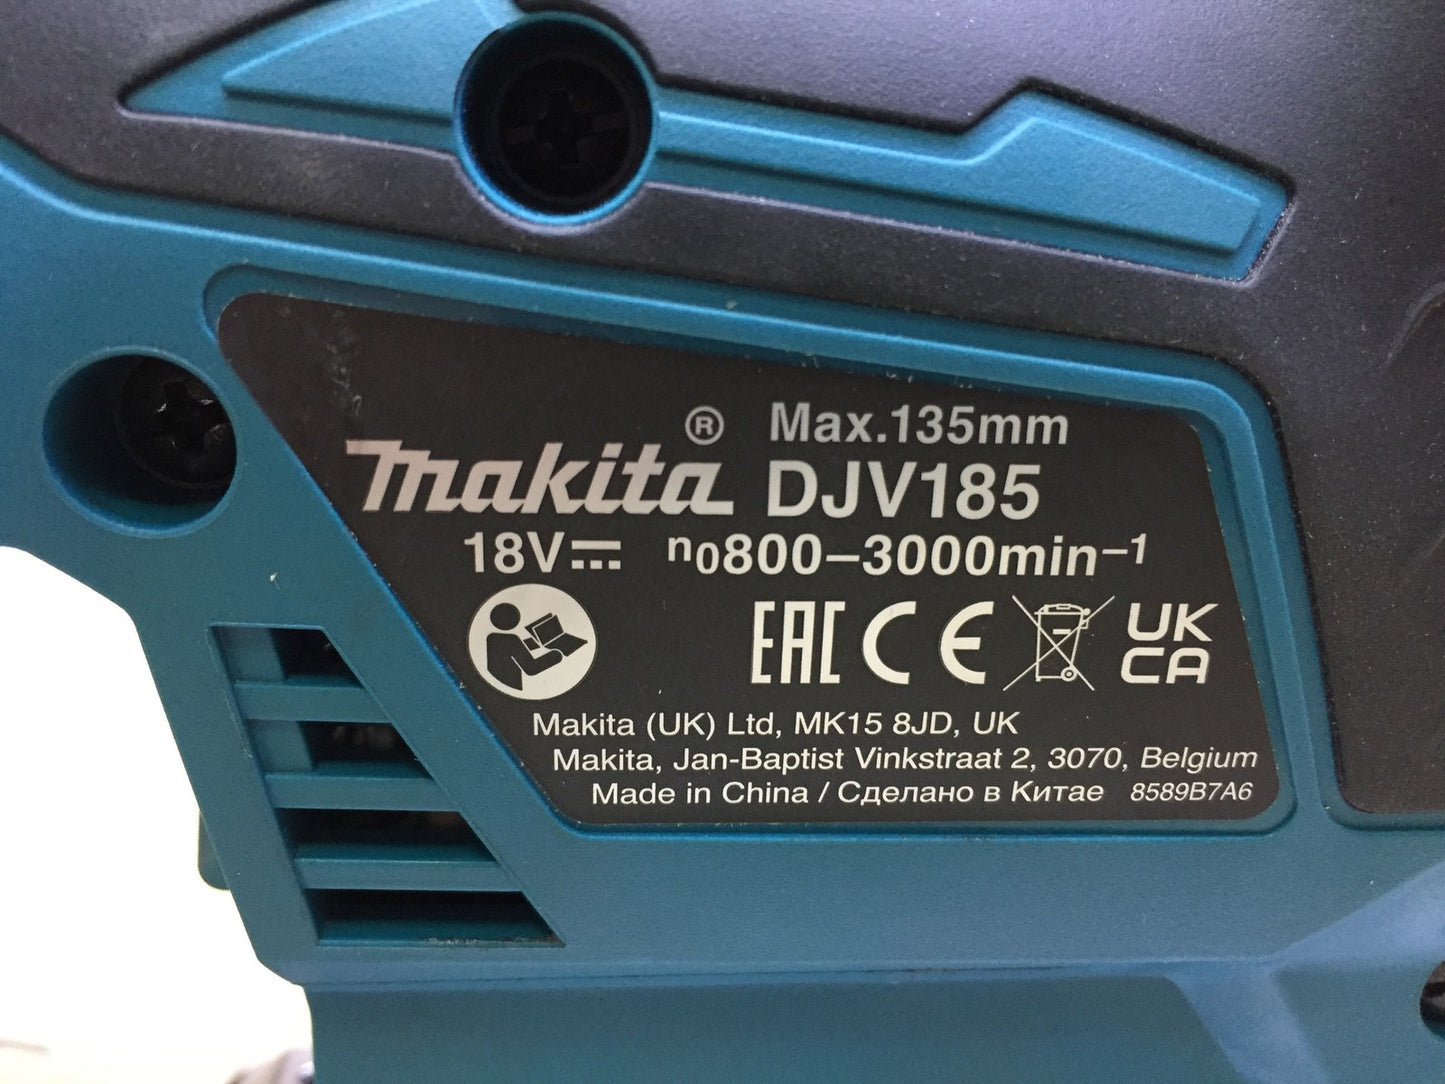 ® Max.135mm
makita DJV185
18V⎓ n₀800–3000min⁻¹
EAC CE UK CA
Makita (UK) Ltd, MK15 8JD, UK
Makita, Jan-Baptist Vinkstraat 2, 3070, Belgium
Made in China / Сделано в Китае 8589B7A6